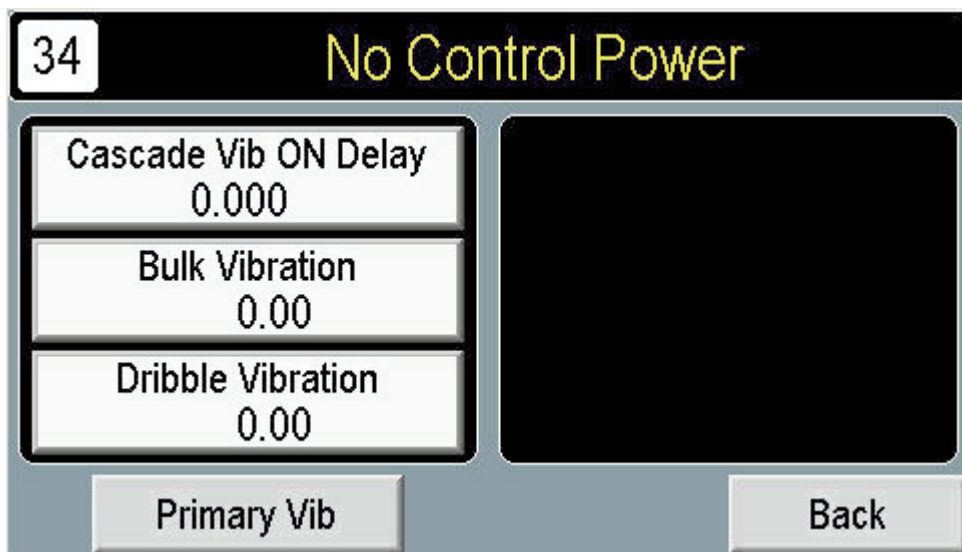 34
No Control Power
Cascade Vib ON Delay
0.000
Bulk Vibration
0.00
Dribble Vibration
0.00
Primary Vib
Back